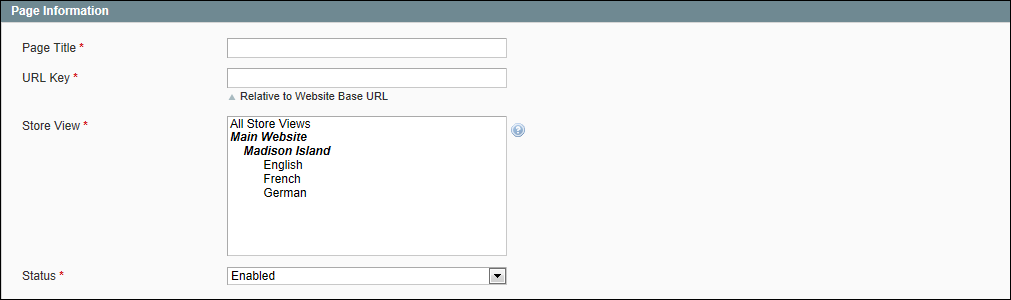 Page Information
Page Title *
URL Key *
Relative to Website Base URL
Store View *
All Store Views
Main Website
Madison Island
English
French
German
?
Status *
Enabled